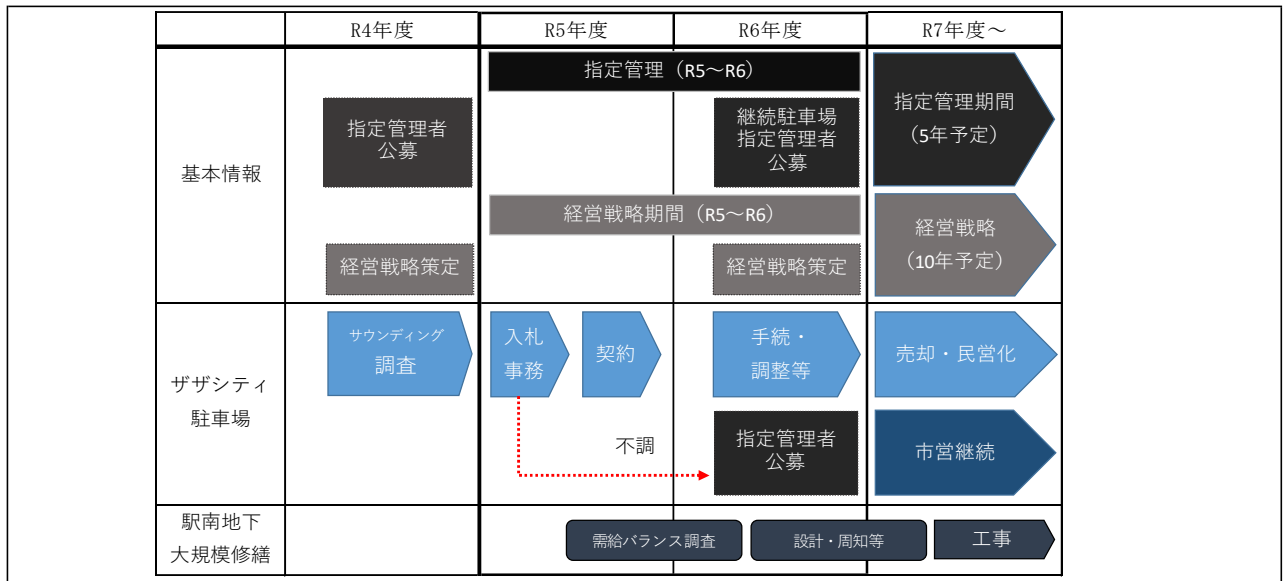 R4年度
R5年度
R6年度
R7年度～
基本情報
指定管理（R5～R6）
指定管理者
公募
継続駐車場
指定管理者
公募
指定管理期間
（5年予定）
経営戦略期間（R5～R6）
経営戦略策定
経営戦略策定
経営戦略
（10年予定）
ザザシティ
駐車場
サウンディング
調査
入札
事務
契約
手続・
調整等
売却・民営化
不調
指定管理者
公募
市営継続
駅南地下
大規模修繕
需給バランス調査
設計・周知等
工事